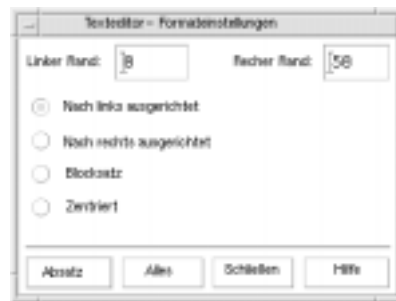 Texteditor – Formateinstellungen
Linker Rand: 8 Recher Rand: 58
Nach links ausgerichtet
Nach rechts ausgerichtet
Blocksatz
Zentriert
Absatz Alles Schließen Hilfe